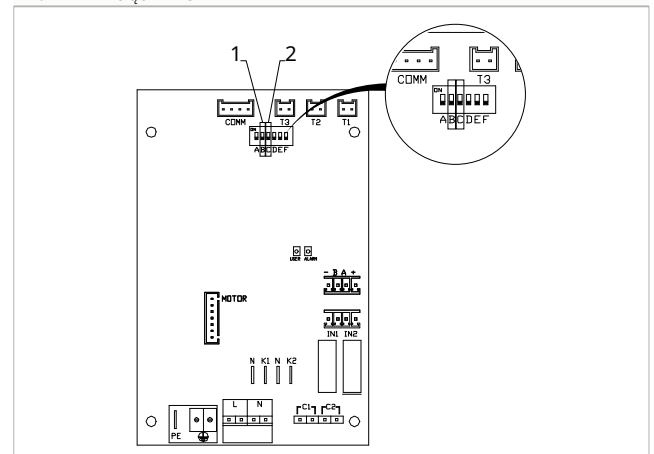 1 2
COMM T3
ON
ABCDEF
COMM T3 T2 T1
ON
ABCDEF
USER ALARM
- B A +
MOTOR
IN1 IN2
N K1 N K2
L N
C1 C2
PE